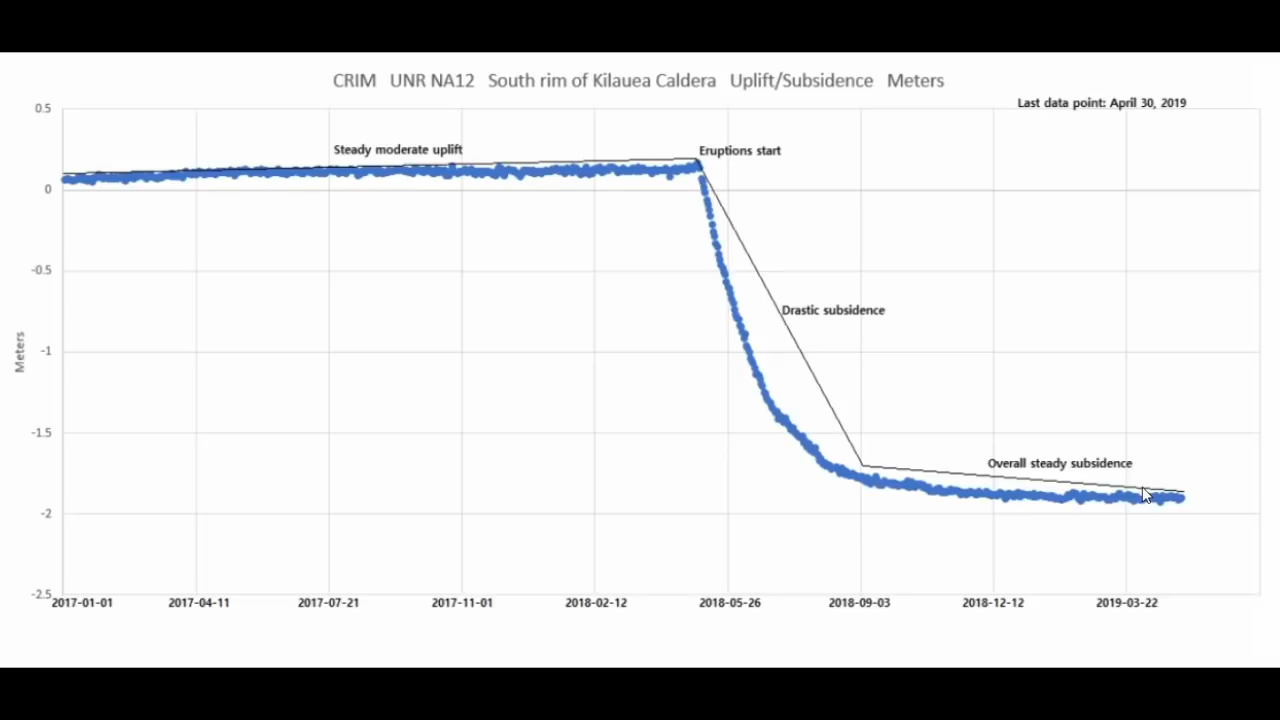 CRIM UNR NA12 South rim of Kilauea Caldera Uplift/Subsidence Meters
Last data point: April 30, 2019
0.5
Steady moderate uplift
Eruptions start
0
-0.5
Drastic subsidence
Meters
-1
-1.5
Overall steady subsidence
-2
-2.5
2017-01-01 2017-04-11 2017-07-21 2017-11-01 2018-02-12 2018-05-26 2018-09-03 2018-12-12 2019-03-22